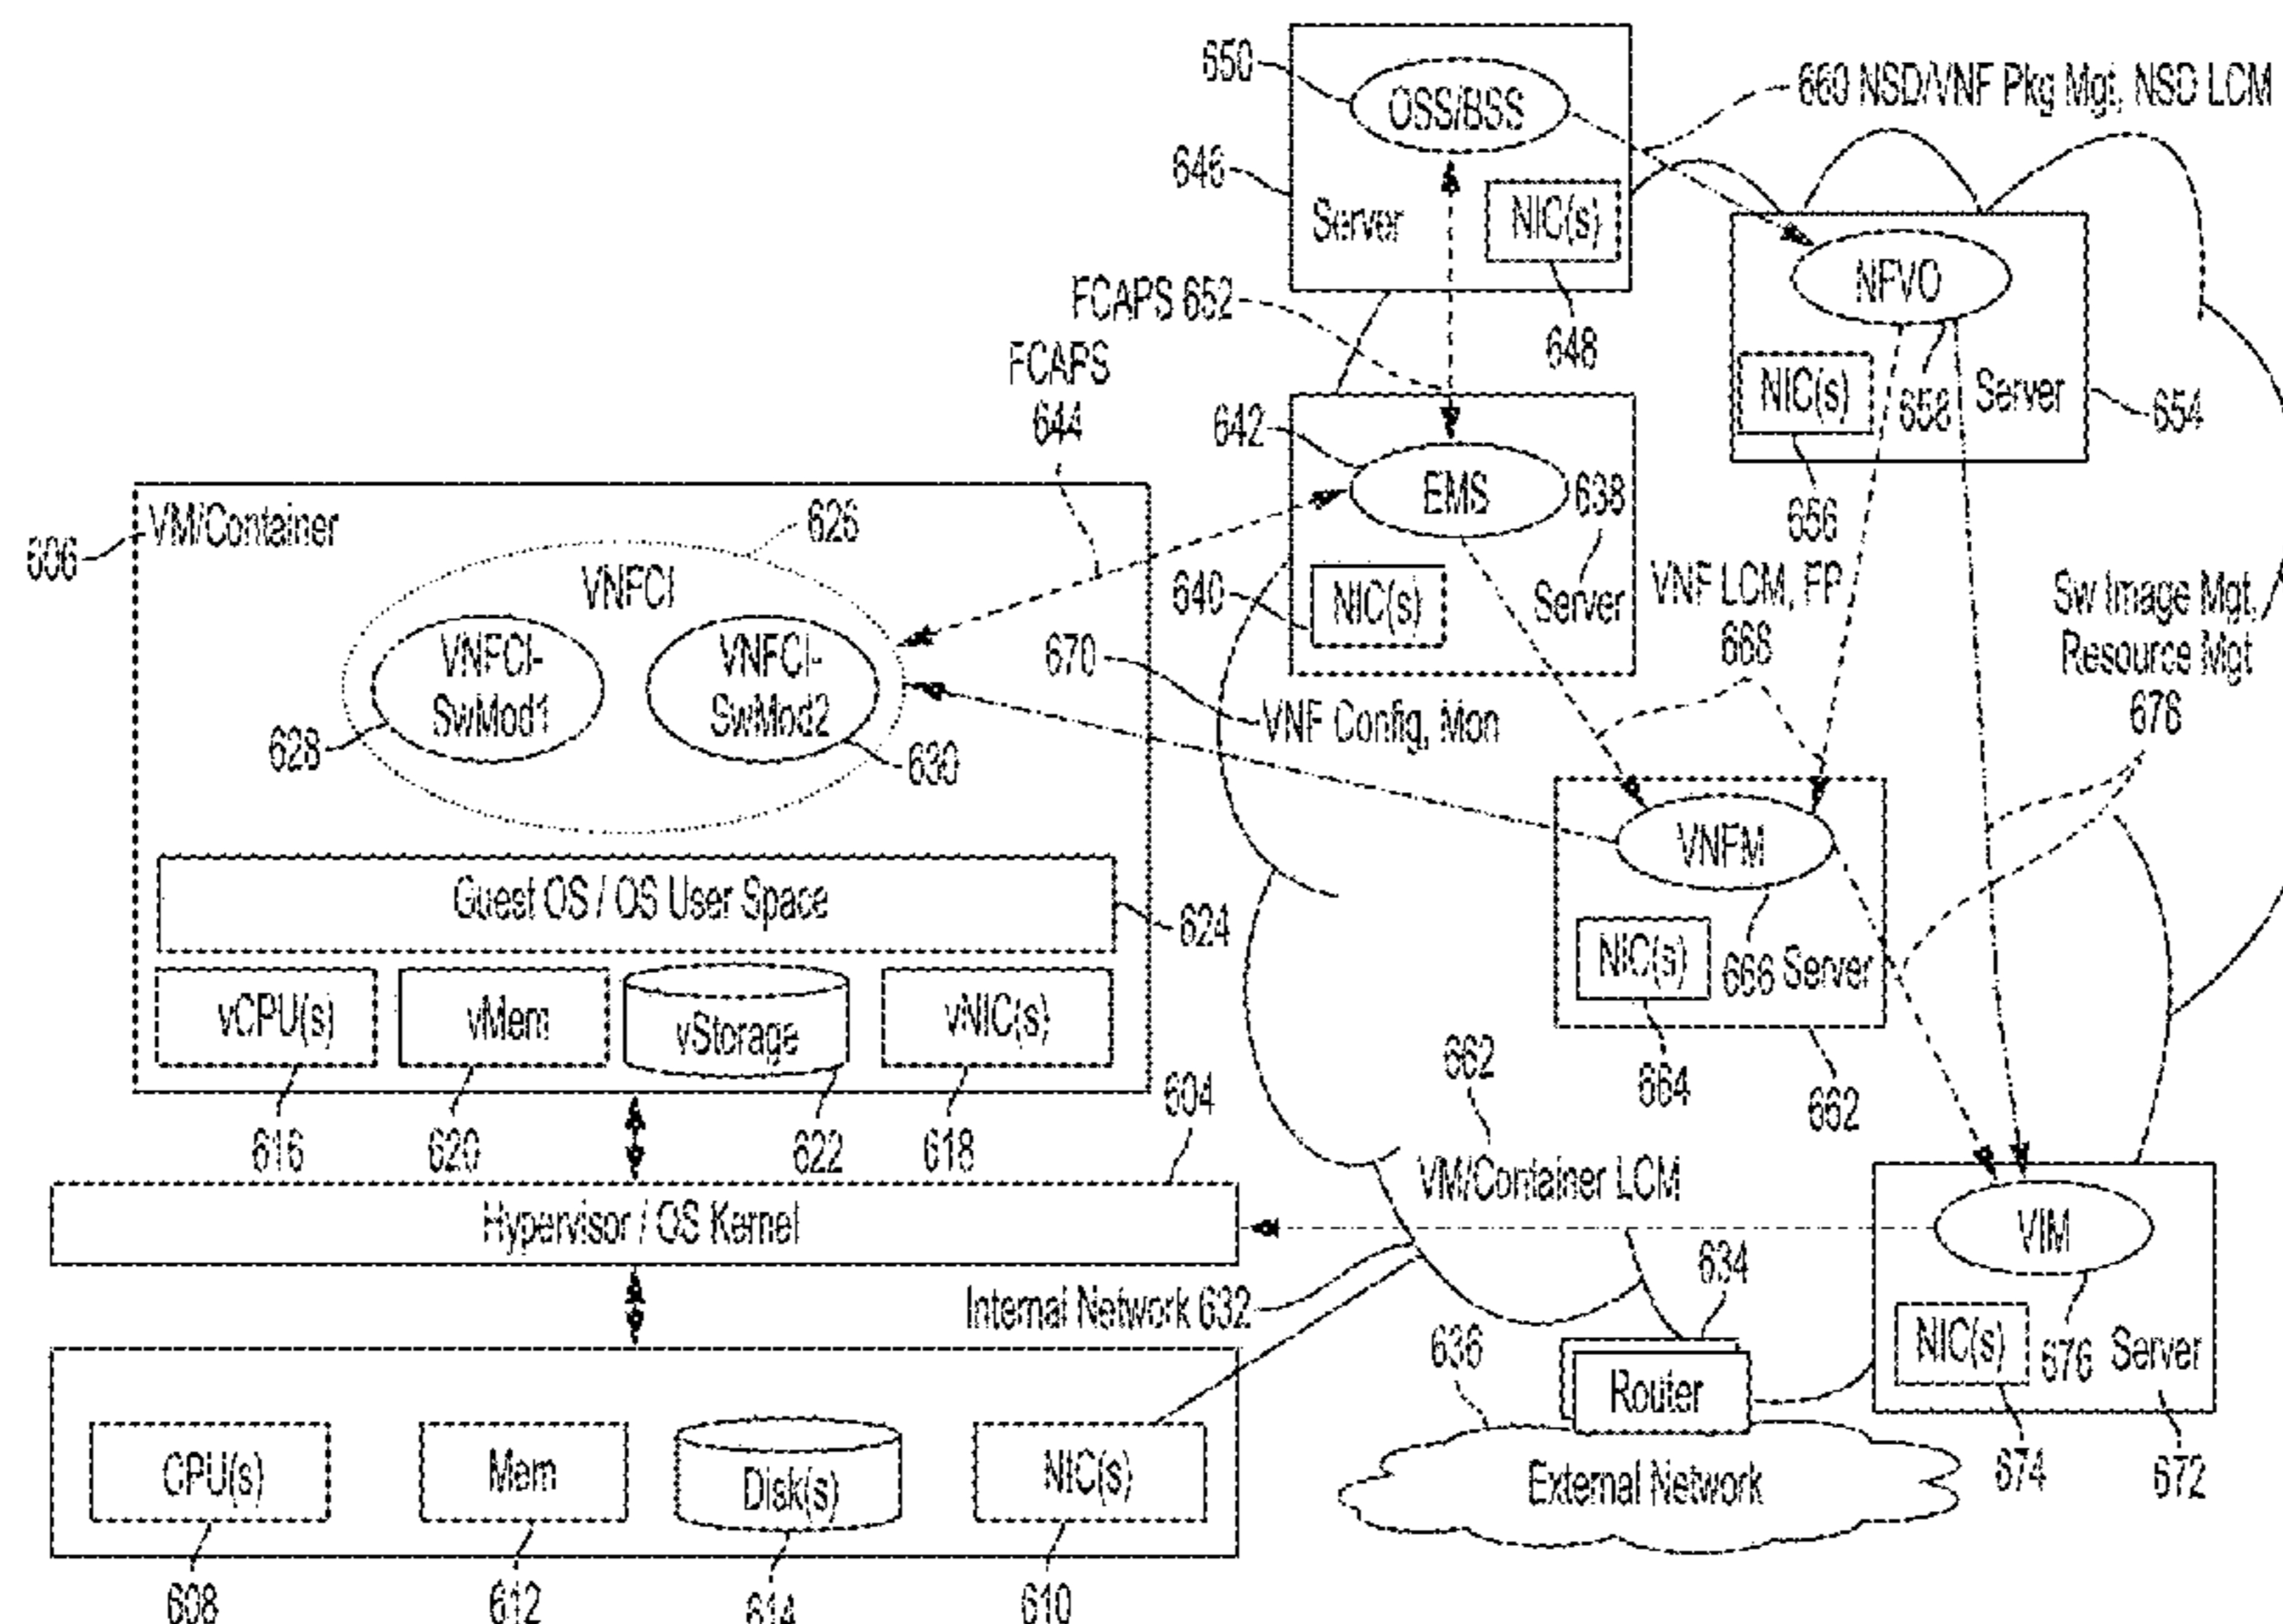 650
OSS/BSS
646
Server
NIC(s)
648
660 NSD/VNF Pkg Mgt, NSD LCM
NFVO
NIC(s)
658
Server
654
656
FCAPS 652
FCAPS
644
642
EMS
638
640
NIC(s)
Server
VNF LCM, FP
668
Sw Image Mgt,
Resource Mgt
678
606
VM/Container
626
VNFCI
VNFCI-
SwMod1
VNFCI-
SwMod2
628
630
670
VNF Config, Mon
VNFM
NIC(s)
666
Server
664
662
Guest OS / OS User Space
624
vCPU(s)
vMem
vStorage
vNIC(s)
616
620
622
618
604
Hypervisor / OS Kernel
662
VM/Container LCM
VIM
NIC(s)
676
Server
674
672
Internal Network 632
634
Router
636
External Network
CPU(s)
Mem
Disk(s)
NIC(s)
608
612
614
610